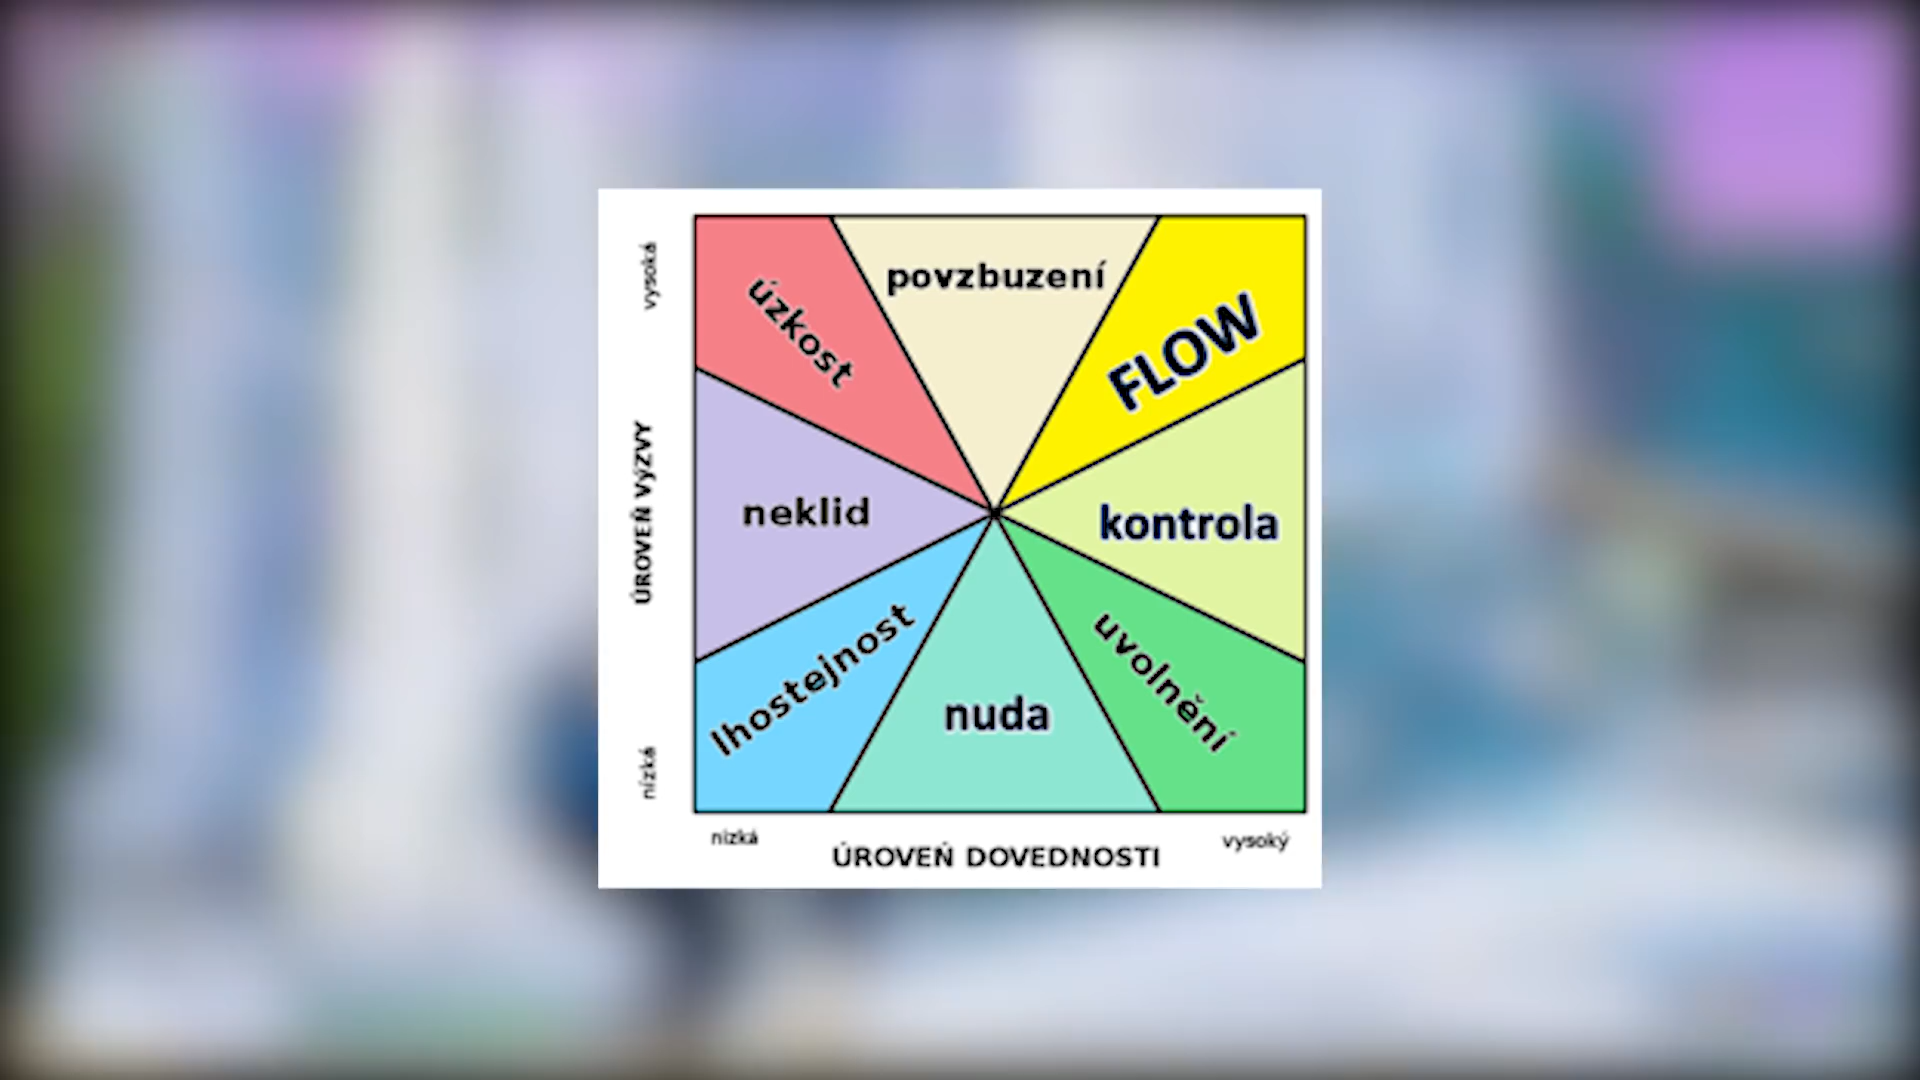 vysoká
ÚROVEŇ VÝZVY
nízká
úzkost
povzbuzení
FLOW
neklid
kontrola
lhostejnost
nuda
uvolnění
nízká
ÚROVEŇ DOVEDNOSTI
vysoký